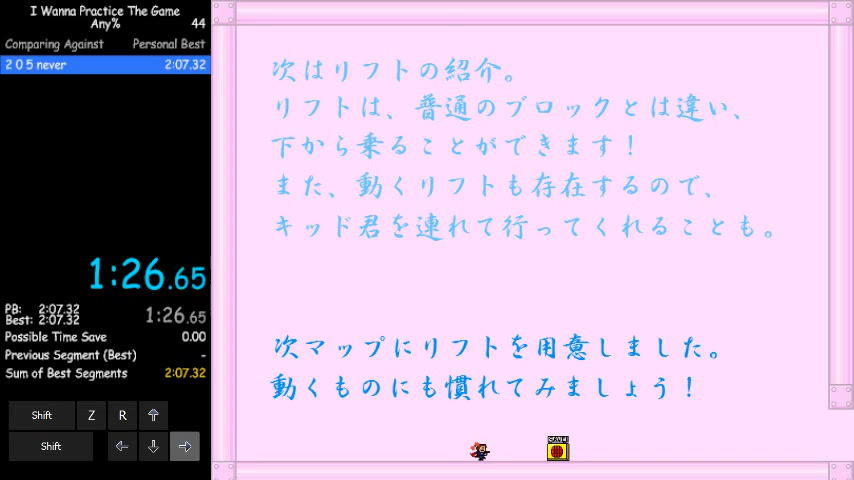 I Wanna Practice The Game
Any%
44
Comparing Against Personal Best
2 0 5 never 2:07.32
1:26.65
PB: 2:07.32
Best: 2:07.32
1:26.65
Possible Time Save 0.00
Previous Segment (Best) -
Sum of Best Segments 2:07.32
Shift Z R ↑
Shift ← ↓ →
次はリフトの紹介。
リフトは、普通のブロックとは違い、
下から乗ることができます！
また、動くリフトも存在するので、
キッド君を連れて行ってくれることも。
次マップにリフトを用意しました。
動くものにも慣れてみましょう！
SAVE